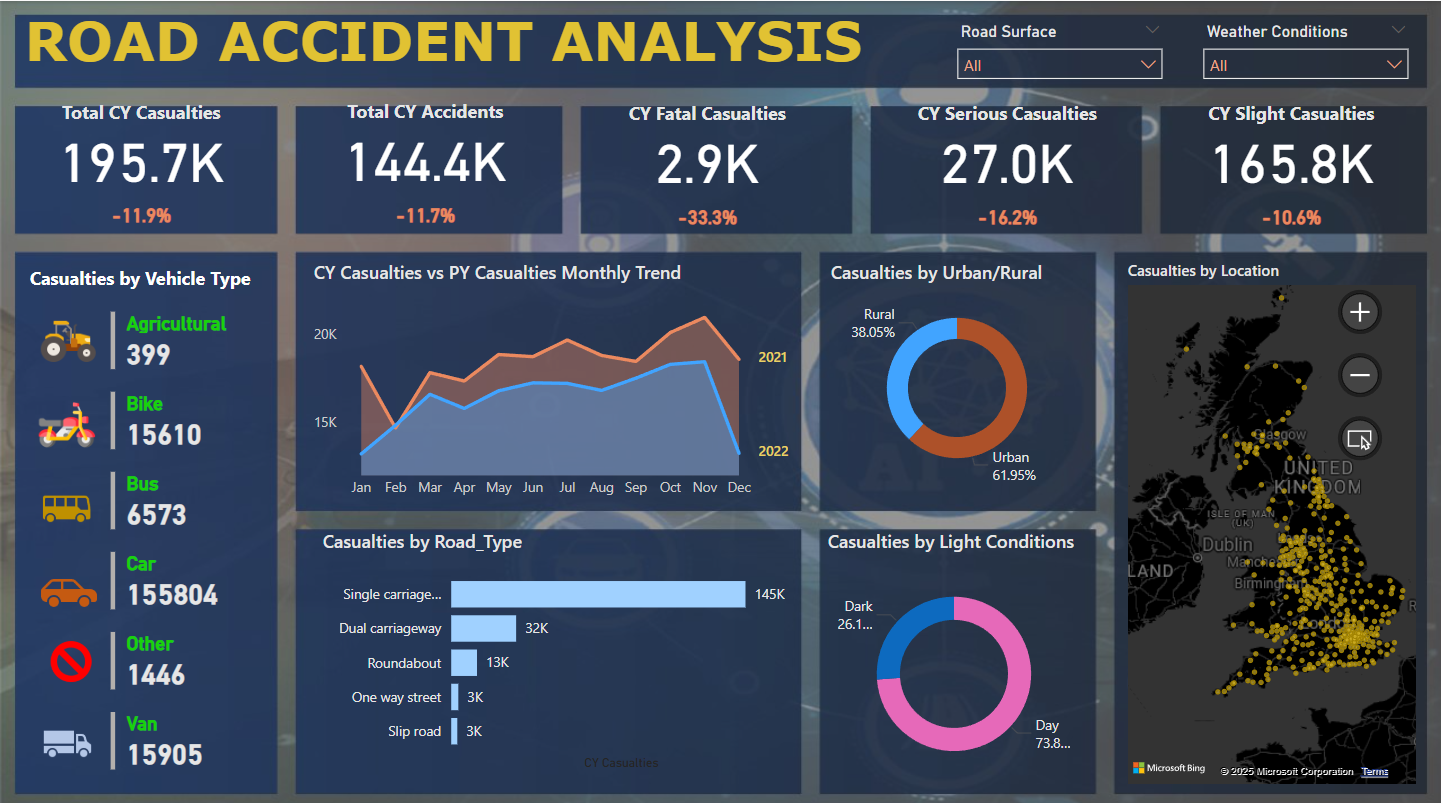 ROAD ACCIDENT ANALYSIS
Road Surface
All
Weather Conditions
All
Total CY Casualties
195.7K
-11.9%
Total CY Accidents
144.4K
-11.7%
CY Fatal Casualties
2.9K
-33.3%
CY Serious Casualties
27.0K
-16.2%
CY Slight Casualties
165.8K
-10.6%
Casualties by Vehicle Type
Agricultural
399
Bike
15610
Bus
6573
Car
155804
Other
1446
Van
15905
CY Casualties vs PY Casualties Monthly Trend
20K
15K
2021
2022
Jan Feb Mar Apr May Jun Jul Aug Sep Oct Nov Dec
Casualties by Road_Type
Single carriage... 145K
Dual carriageway 32K
Roundabout 13K
One way street 3K
Slip road 3K
CY Casualties
Casualties by Urban/Rural
Rural
38.05%
Urban
61.95%
Casualties by Light Conditions
Dark
26.1...
Day
73.8...
Casualties by Location
Glasgow
UNITED
KINGDOM
ISLE OF MAN
(UK)
Dublin
LAND
Microsoft Bing
© 2025 Microsoft Corporation Terms